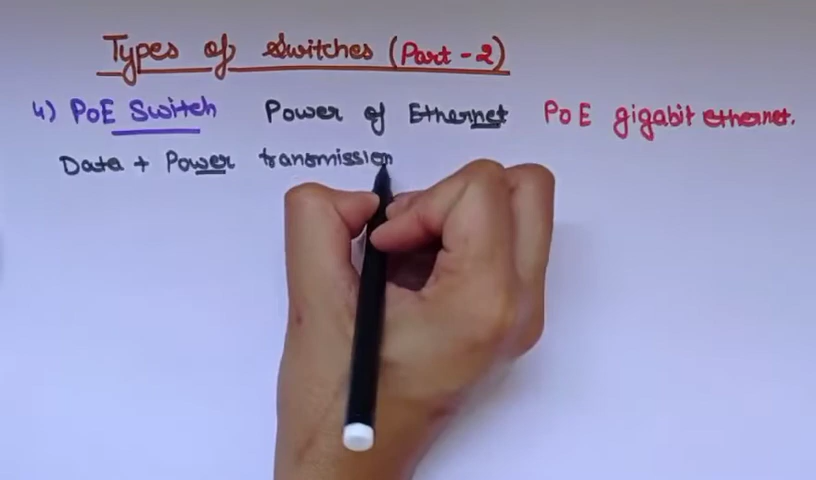 Types of Switches (Part - 2)
4) PoE Switch Power of Ethernet PoE gigabit ethernet.
Data + Power transmission